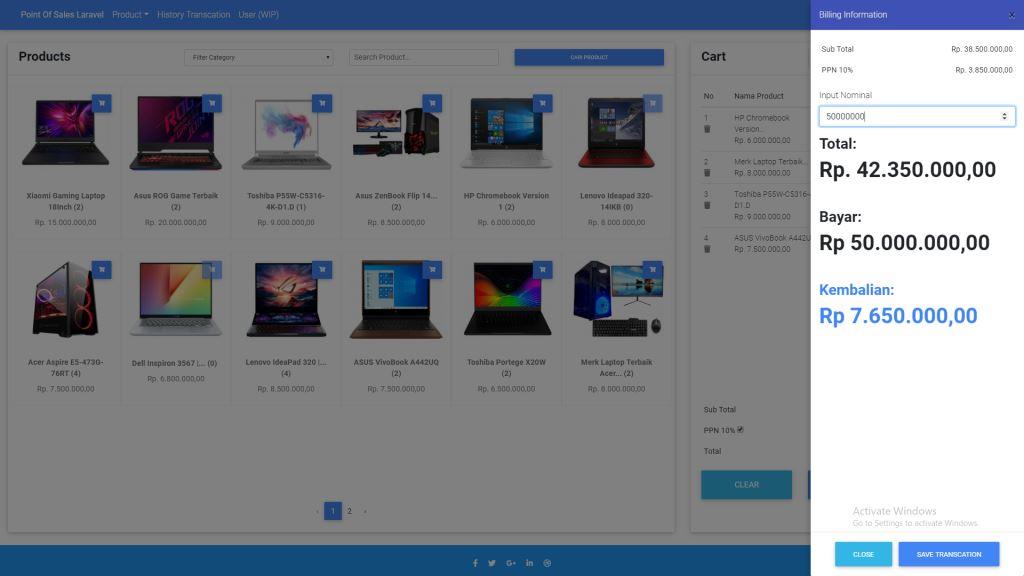 Point Of Sales Laravel
Product
History Transcation
User (WIP)
Products
Filter Category
Search Product...
CARI PRODUCT
Xiaomi Gaming Laptop
18Inch (2)
Rp. 15.000.000,00
Asus ROG Game Terbaik
(2)
Rp. 20.000.000,00
Toshiba P55W-C5316-
4K-D1.D (1)
Rp. 9.000.000,00
Asus ZenBook Flip 14...
(2)
Rp. 8.500.000,00
HP Chromebook Version
1 (2)
Rp. 6.000.000,00
Lenovo Ideapad 320-
14IKB (0)
Rp. 6.000.000,00
Acer Aspire E5-473G-
76RT (4)
Rp. 7.500.000,00
Dell Inspiron 3567 |... (0)
Rp. 6.800.000,00
Lenovo IdeaPad 320 |...
(4)
Rp. 8.500.000,00
ASUS VivoBook A442UQ
(2)
Rp. 7.500.000,00
Toshiba Portege X20W
(2)
Rp. 6.500.000,00
Merk Laptop Terbaik
Acer... (2)
Rp. 8.000.000,00
‹ 1 2 ›
Cart
No Name Product
1 HP Chromebook
Version...
Rp. 6.000.000,00
2 Merk Laptop Terbaik...
Rp. 8.000.000,00
3 Toshiba P55W-C5316-
D1.D
Rp. 9.000.000,00
4 ASUS VivoBook A442U
Rp. 7.500.000,00
Sub Total
PPN 10%
Total
CLEAR
Billing Information
×
Sub Total Rp. 38.500.000,00
PPN 10% Rp. 3.850.000,00
Input Nominal
50000000
Total:
Rp. 42.350.000,00
Bayar:
Rp 50.000.000,00
Kembalian:
Rp 7.650.000,00
Activate Windows
Go to Settings to activate Windows.
CLOSE
SAVE TRANSCATION